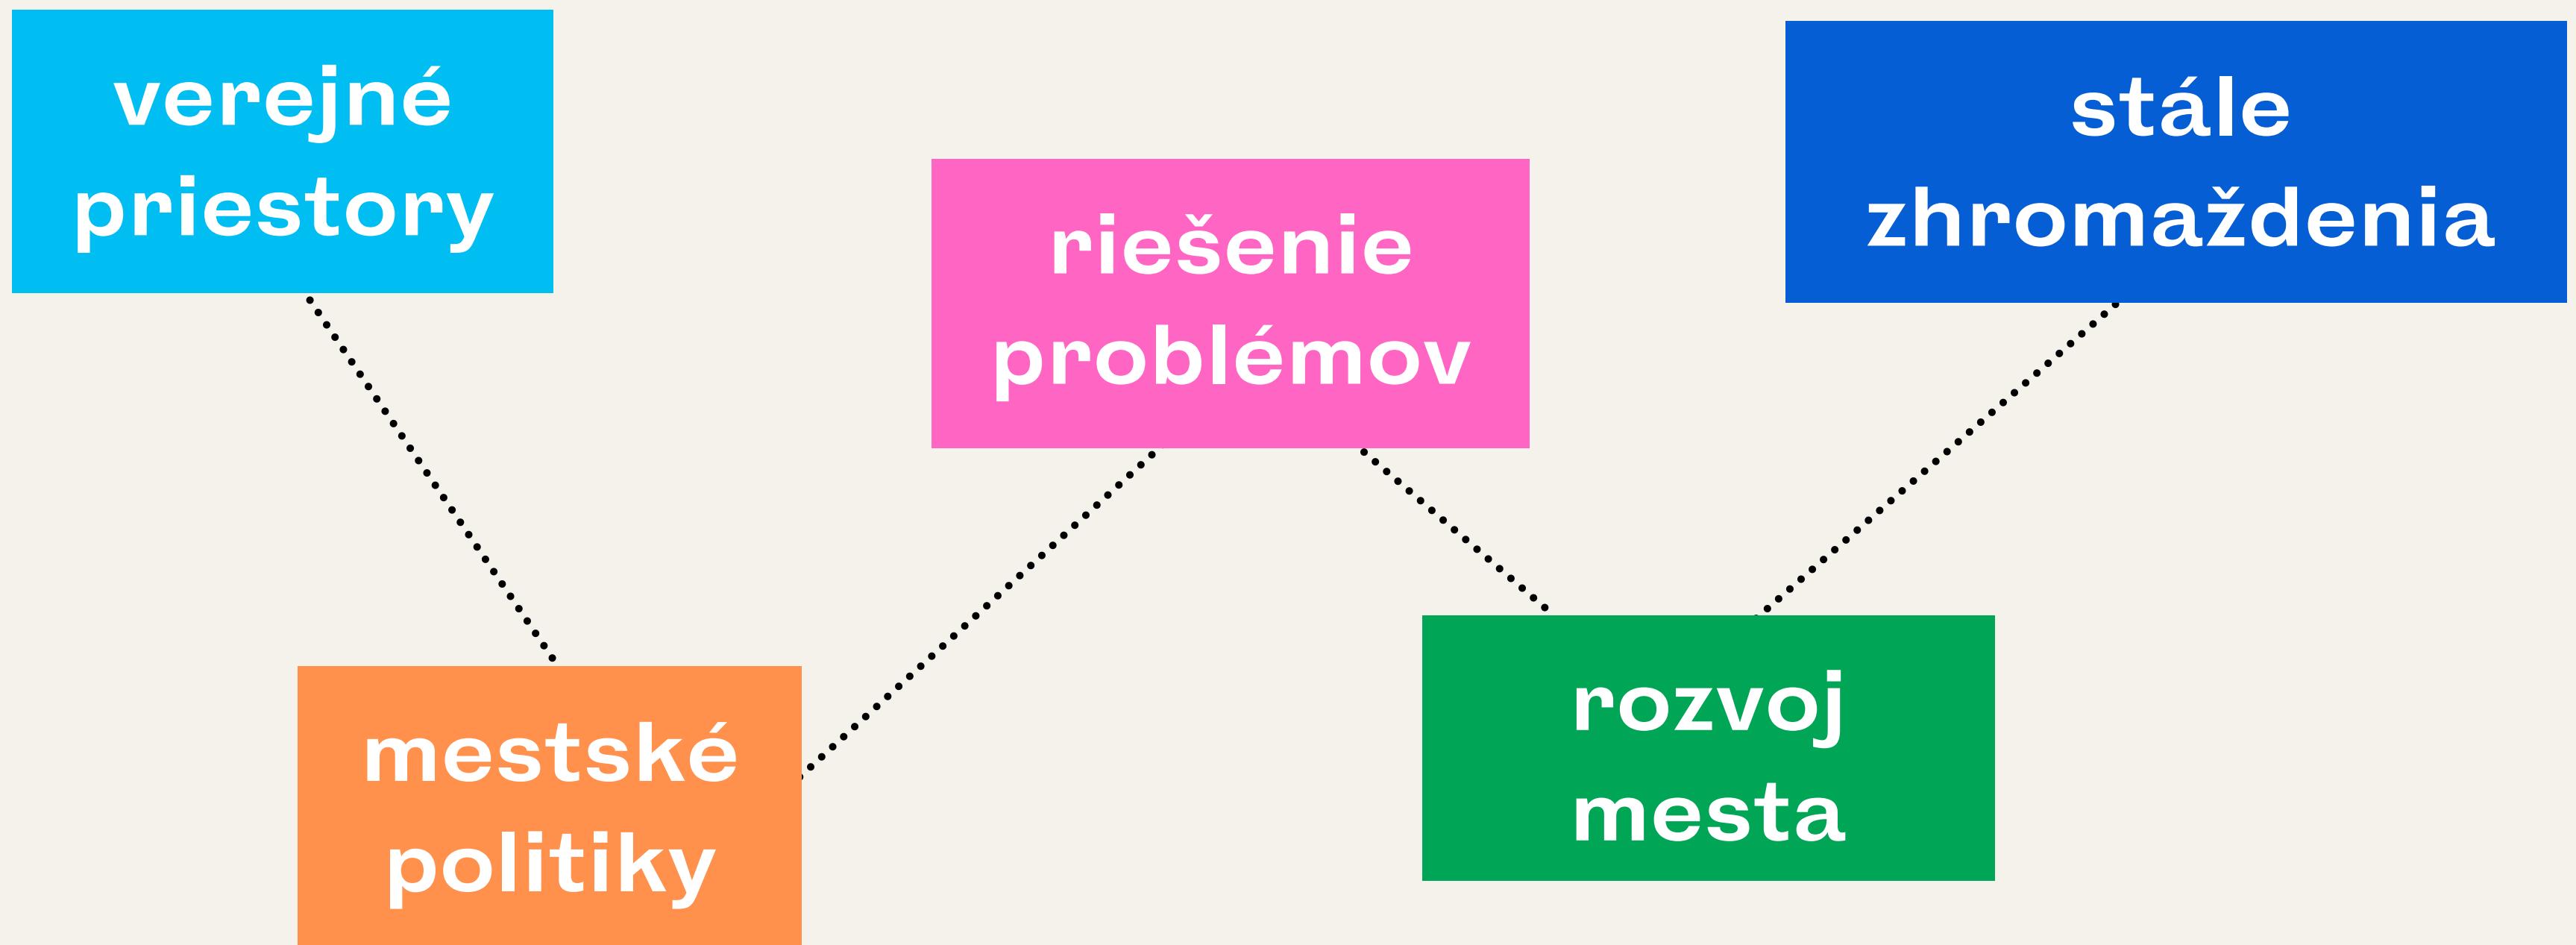 verejné
priestory
riešenie
problémov
stále
zhromaždenia
mestské
politiky
rozvoj
mesta